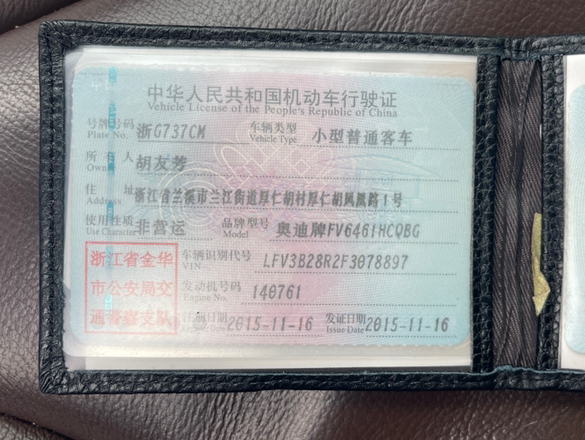 中华人民共和国机动车行驶证
Vehicle License of the People's Republic of China
号牌号码 浙G737CM 车辆类型 小型普通客车
Plate No. Vehicle Type
所有人 胡友芳
Owner
住址 浙江省兰溪市兰江街道厚仁胡村厚仁胡凤凰路1号
使用性质 非营运 品牌型号 奥迪牌FV6461HCQBG
Use Character Model
浙江省金华 车辆识别代号 LFV3B28R2F3078897
VIN
市公安局交 发动机号码 140761
Engine No.
通警察支队 注册日期 2015-11-16 发证日期 2015-11-16
Issue Date